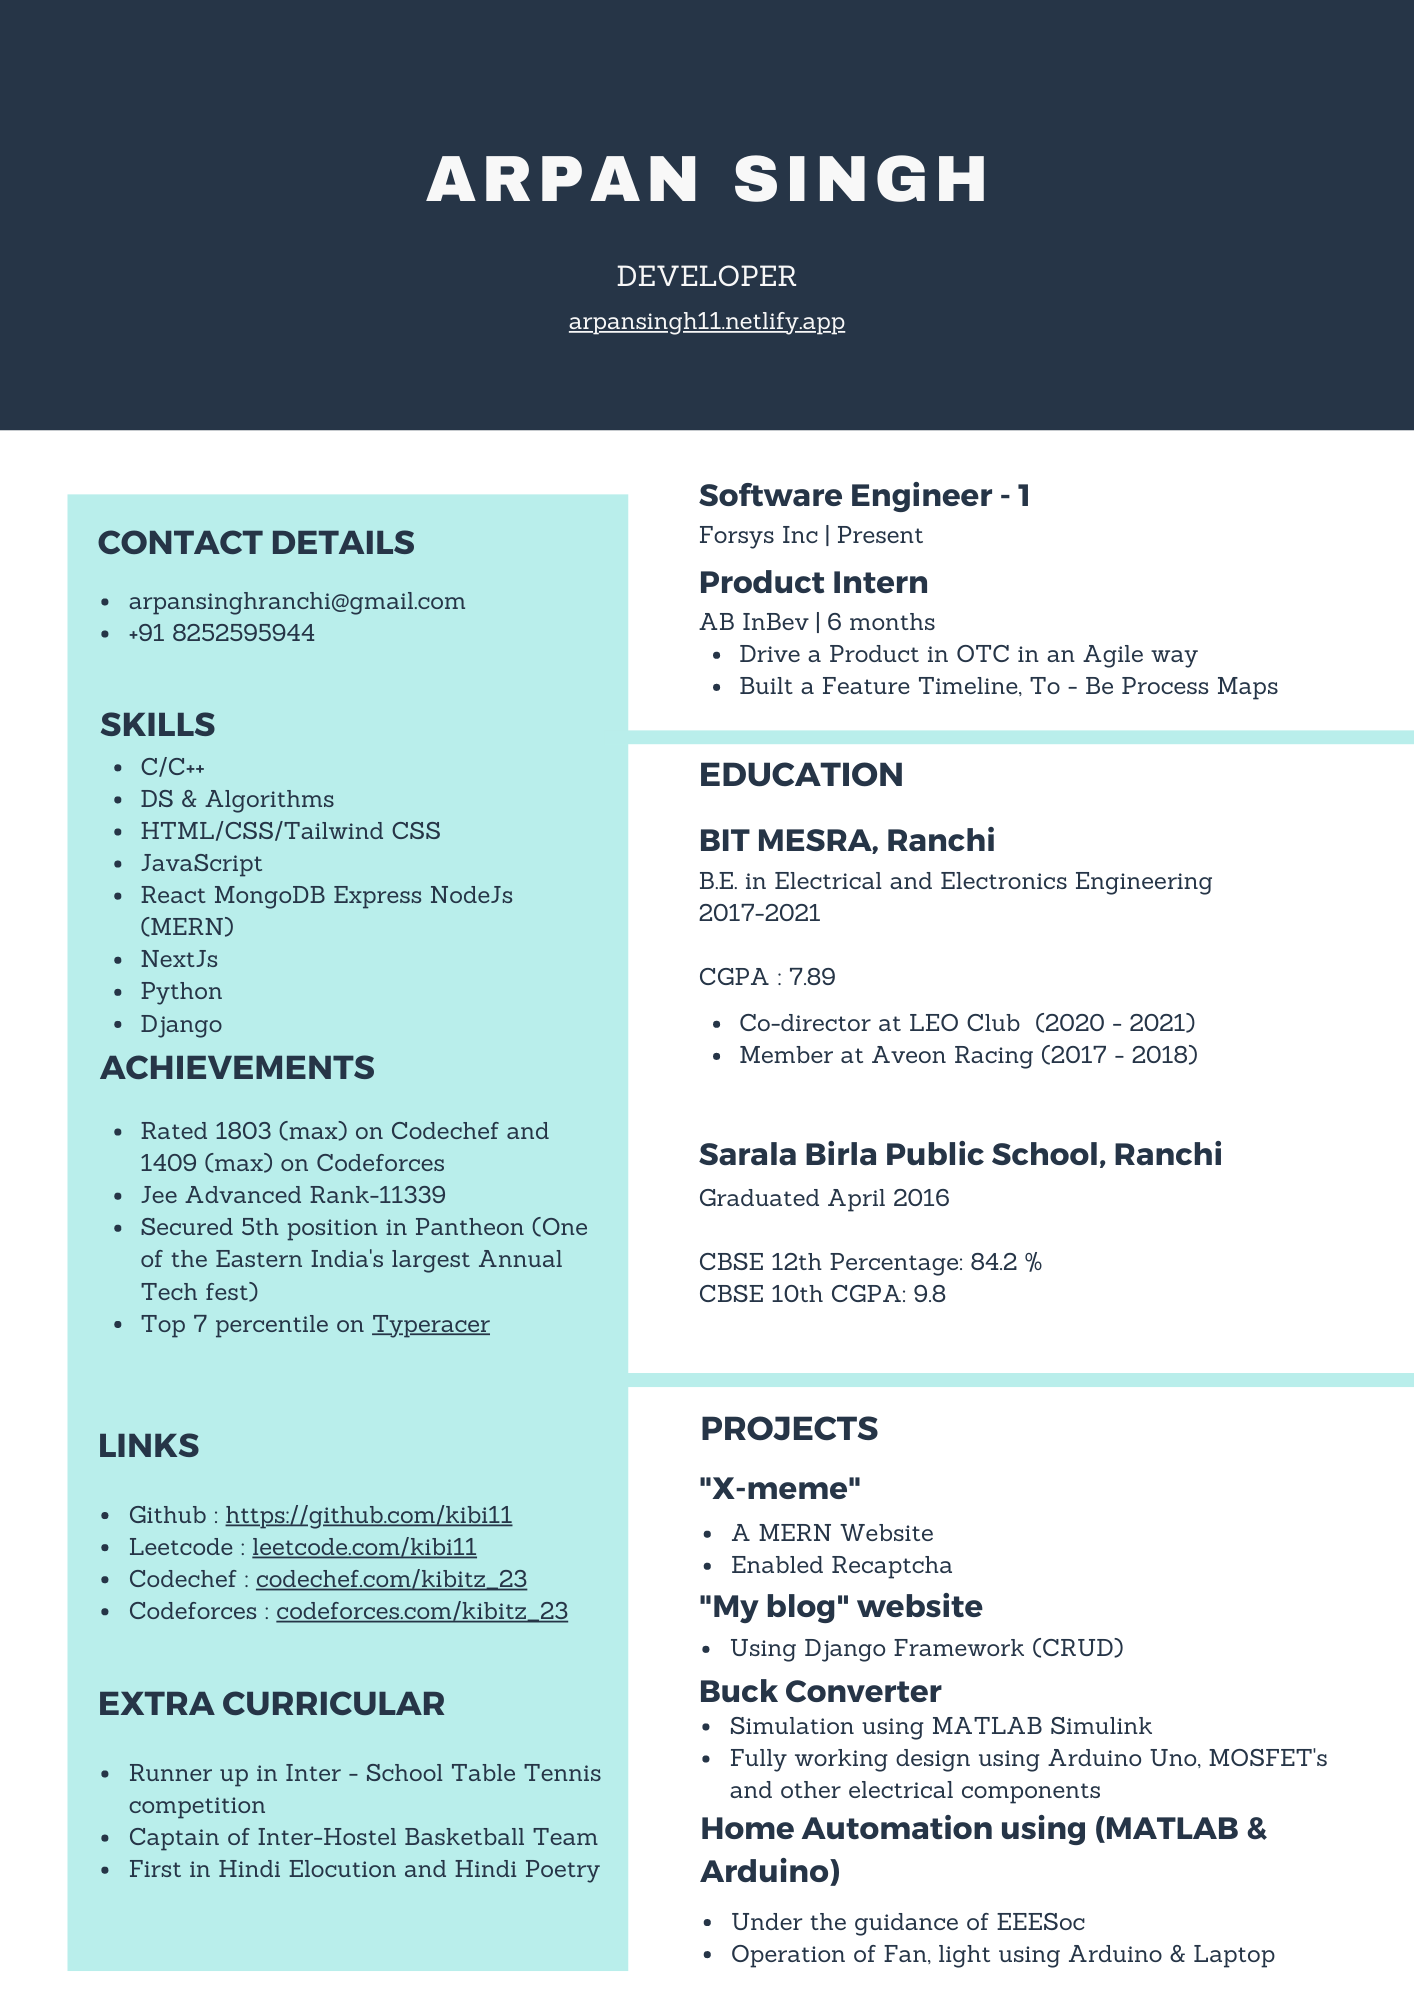 ARPAN SINGH
DEVELOPER
arpansingh11.netlify.app
CONTACT DETAILS
• arpansinghranchi@gmail.com
• +91 8252595944
SKILLS
• C/C++
• DS & Algorithms
• HTML/CSS/Tailwind CSS
• JavaScript
• React MongoDB Express NodeJs
(MERN)
• NextJs
• Python
• Django
ACHIEVEMENTS
• Rated 1803 (max) on Codechef and
1409 (max) on Codeforces
• Jee Advanced Rank-11339
• Secured 5th position in Pantheon (One
of the Eastern India's largest Annual
Tech fest)
• Top 7 percentile on Typeracer
LINKS
• Github : https://github.com/kibi11
• Leetcode : leetcode.com/kibi11
• Codechef : codechef.com/kibitz_23
• Codeforces : codeforces.com/kibitz_23
EXTRA CURRICULAR
• Runner up in Inter - School Table Tennis
competition
• Captain of Inter-Hostel Basketball Team
• First in Hindi Elocution and Hindi Poetry
Software Engineer - 1
Forsys Inc | Present
Product Intern
AB InBev | 6 months
• Drive a Product in OTC in an Agile way
• Built a Feature Timeline, To - Be Process Maps
EDUCATION
BIT MESRA, Ranchi
B.E. in Electrical and Electronics Engineering
2017-2021
CGPA : 7.89
• Co-director at LEO Club (2020 - 2021)
• Member at Aveon Racing (2017 - 2018)
Sarala Birla Public School, Ranchi
Graduated April 2016
CBSE 12th Percentage: 84.2 %
CBSE 10th CGPA: 9.8
PROJECTS
"X-meme"
• A MERN Website
• Enabled Recaptcha
"My blog" website
• Using Django Framework (CRUD)
Buck Converter
• Simulation using MATLAB Simulink
• Fully working design using Arduino Uno, MOSFET's
and other electrical components
Home Automation using (MATLAB &
Arduino)
• Under the guidance of EEESoc
• Operation of Fan, light using Arduino & Laptop